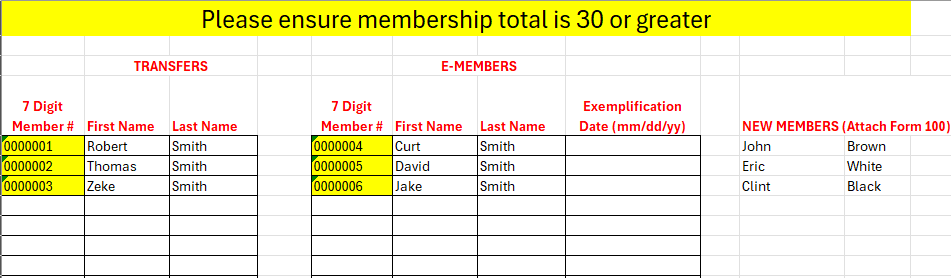 Please ensure membership total is 30 or greater
TRANSFERS E-MEMBERS
7 Digit 7 Digit Exemplification
Member # First Name Last Name Member # First Name Last Name Date (mm/dd/yy) NEW MEMBERS (Attach Form 100)
0000001 Robert Smith 0000004 Curt Smith John Brown
0000002 Thomas Smith 0000005 David Smith Eric White
0000003 Zeke Smith 0000006 Jake Smith Clint Black